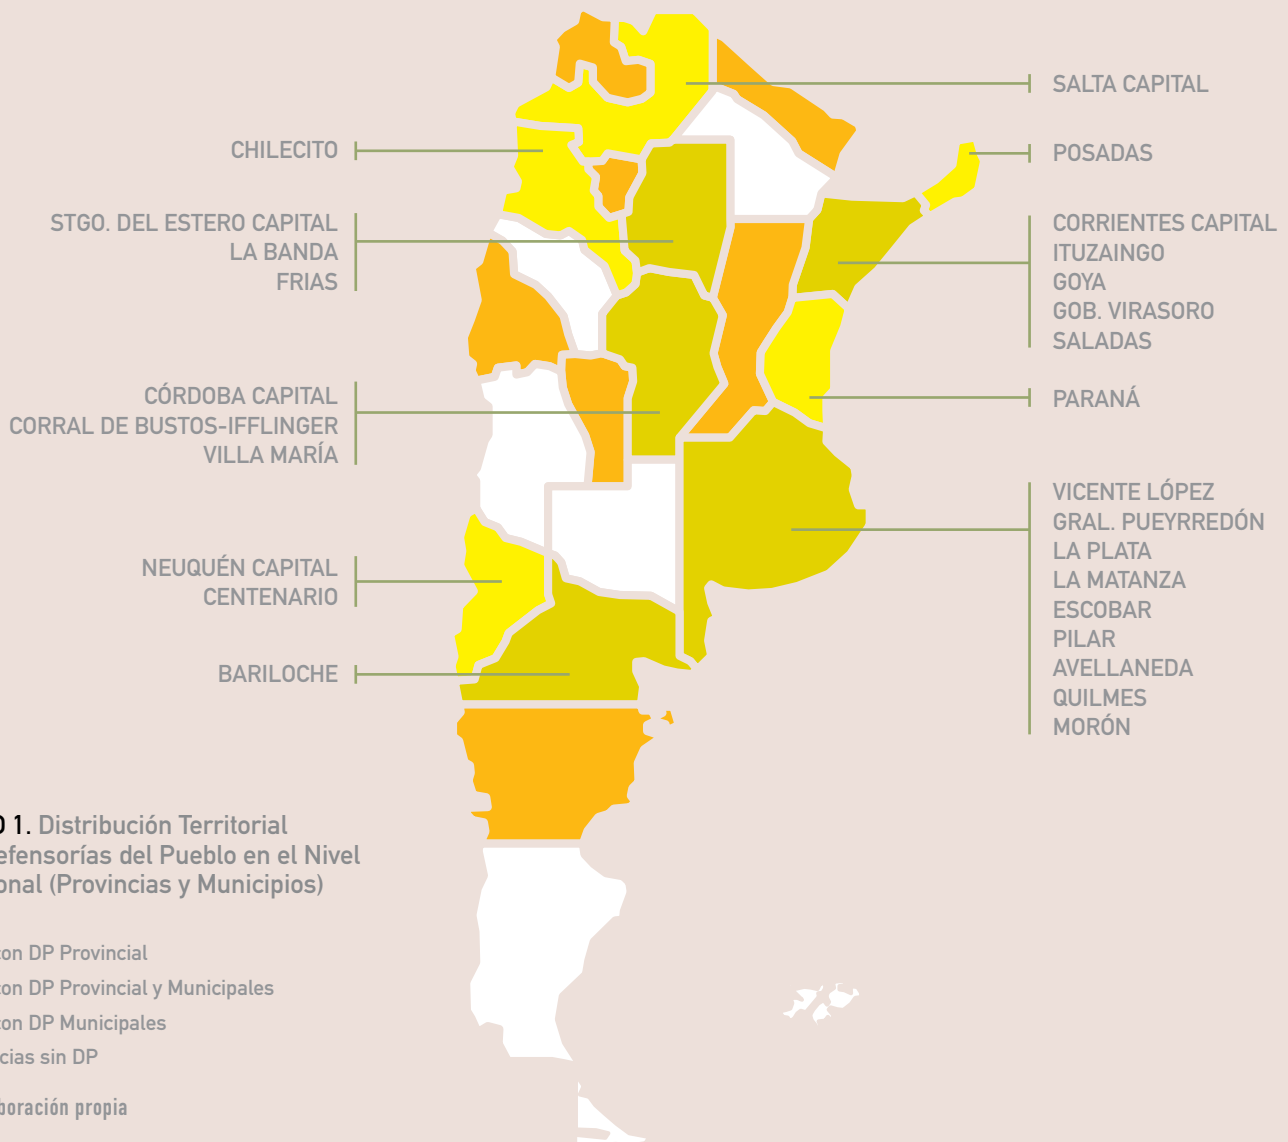 SALTA CAPITAL
CHILECITO
POSADAS
STGO. DEL ESTERO CAPITAL
LA BANDA
FRIAS
CORRIENTES CAPITAL
ITUZAINGO
GOYA
GOB. VIRASORO
SALADAS
CÓRDOBA CAPITAL
CORRAL DE BUSTOS-IFFLINGER
VILLA MARÍA
PARANÁ
VICENTE LÓPEZ
GRAL. PUEYRREDÓN
LA PLATA
LA MATANZA
ESCOBAR
PILAR
AVELLANEDA
QUILMES
MORÓN
NEUQUÉN CAPITAL
CENTENARIO
BARILOCHE
1. Distribución Territorial
del Pueblo en el Nivel
(Provincias y Municipios)
con DP Provincial
con DP Provincial y Municipales
con DP Municipales
sin DP
propia